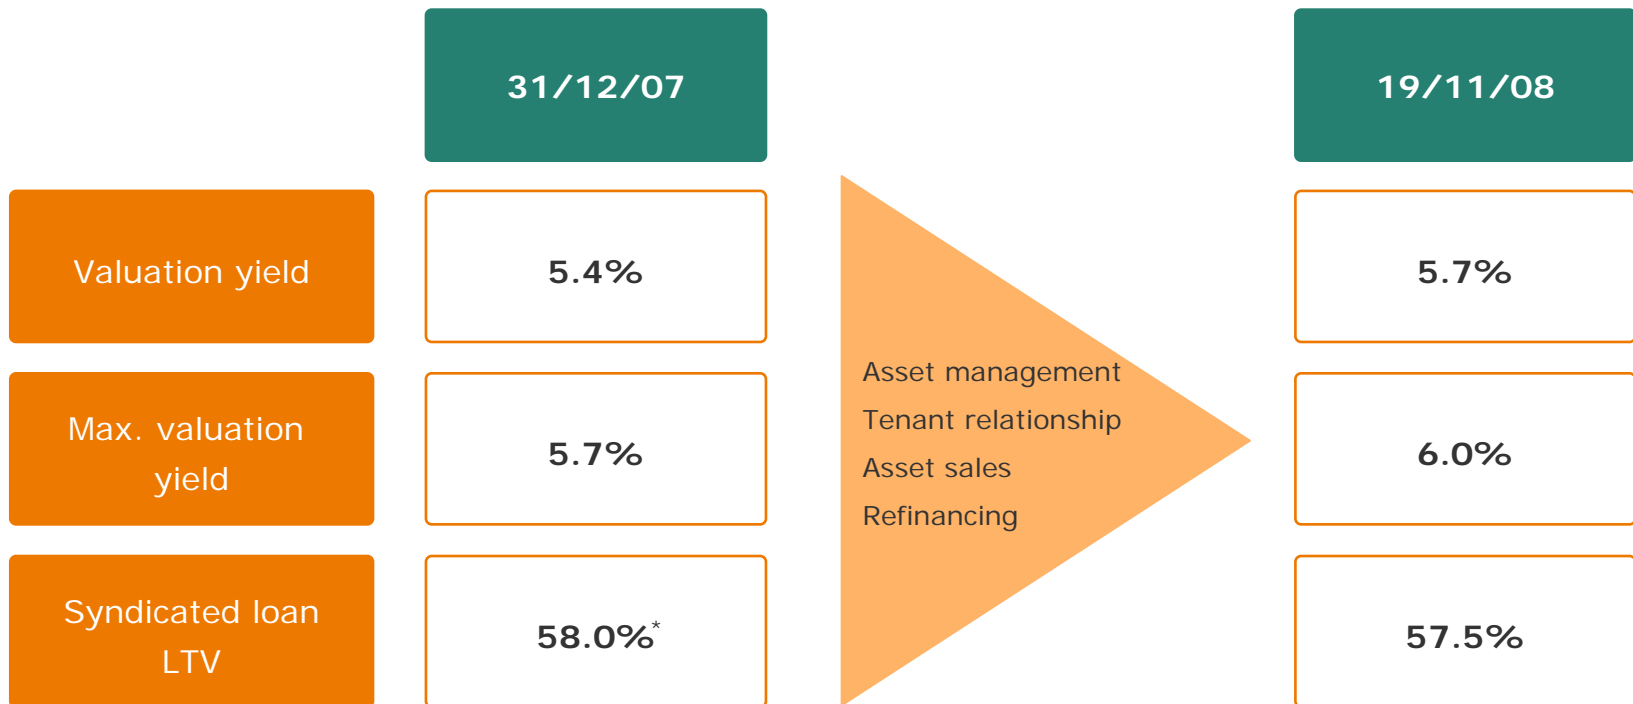 31/12/07
19/11/08
Valuation yield
5.4%
5.7%
Max. valuation
yield
5.7%
6.0%
Asset management
Tenant relationship
Asset sales
Refinancing
Syndicated loan
LTV
58.0%*
57.5%